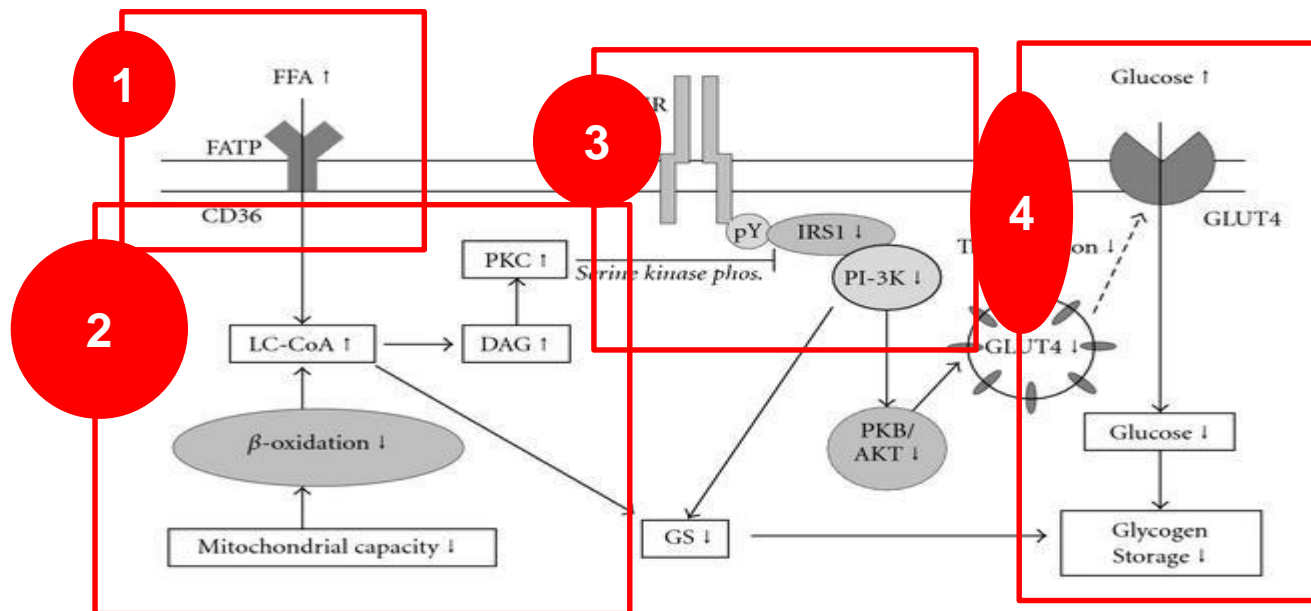 1
FFA ↑
Glucose ↑
3
R
FATP
4
CD36
GLUT4
pY
IRS1 ↓
PKC ↑
Serine kinase phos.
PI-3K ↓
2
LC-CoA ↑
DAG ↑
GLUT4 ↓
β-oxidation ↓
PKB/
AKT ↓
Glucose ↓
Mitochondrial capacity ↓
GS ↓
Glycogen
Storage ↓